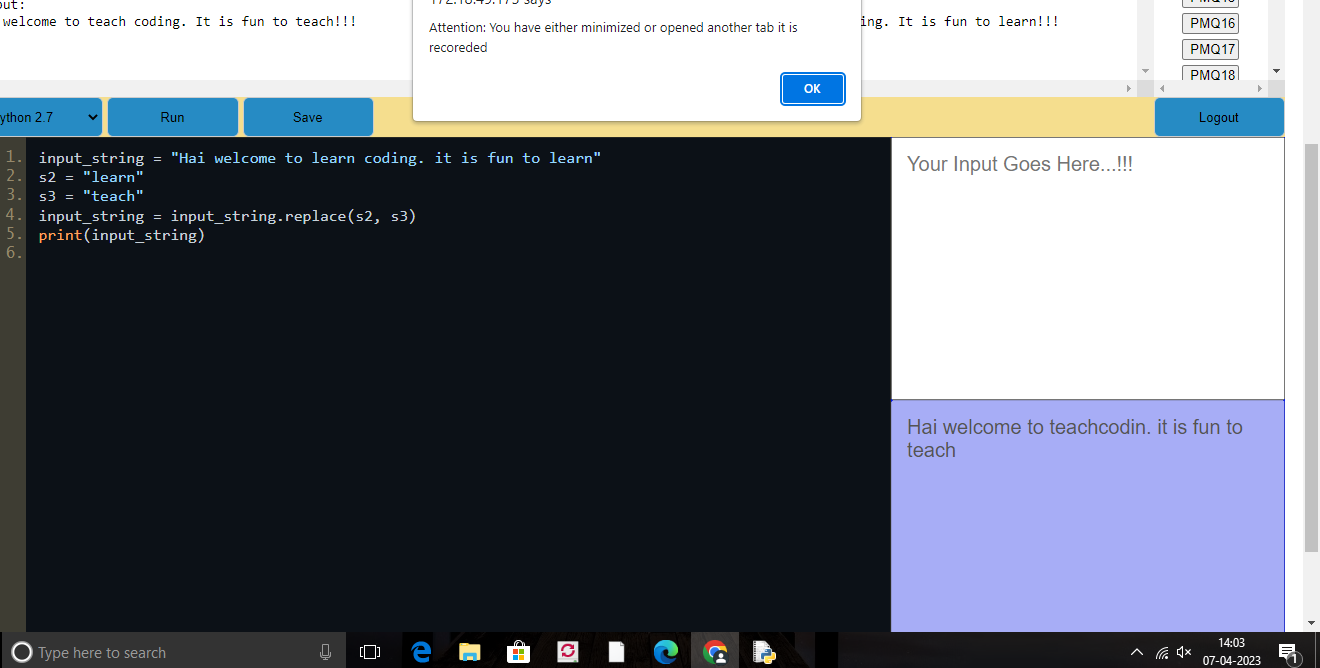 welcome to teach coding. It is fun to teach!!!
It is fun to learn!!!
Attention: You have either minimized or opened another tab it is
recoreded
OK
PMQ16
PMQ17
PMQ18
ython 2.7
Run
Save
Logout
1. input_string = "Hai welcome to learn coding. it is fun to learn"
2. s2 = "learn"
3. s3 = "teach"
4. input_string = input_string.replace(s2, s3)
5. print(input_string)
6.
Your Input Goes Here...!!!
Hai welcome to teachcodin. it is fun to
teach
Type here to search
14:03
07-04-2023
1